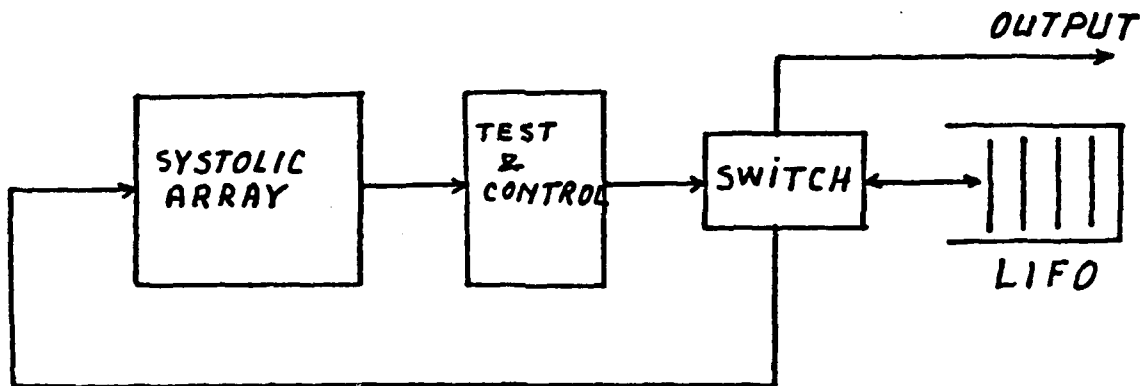 OUTPUT
SYSTOLIC
ARRAY
TEST
&
CONTROL
SWiTCH
LIFO